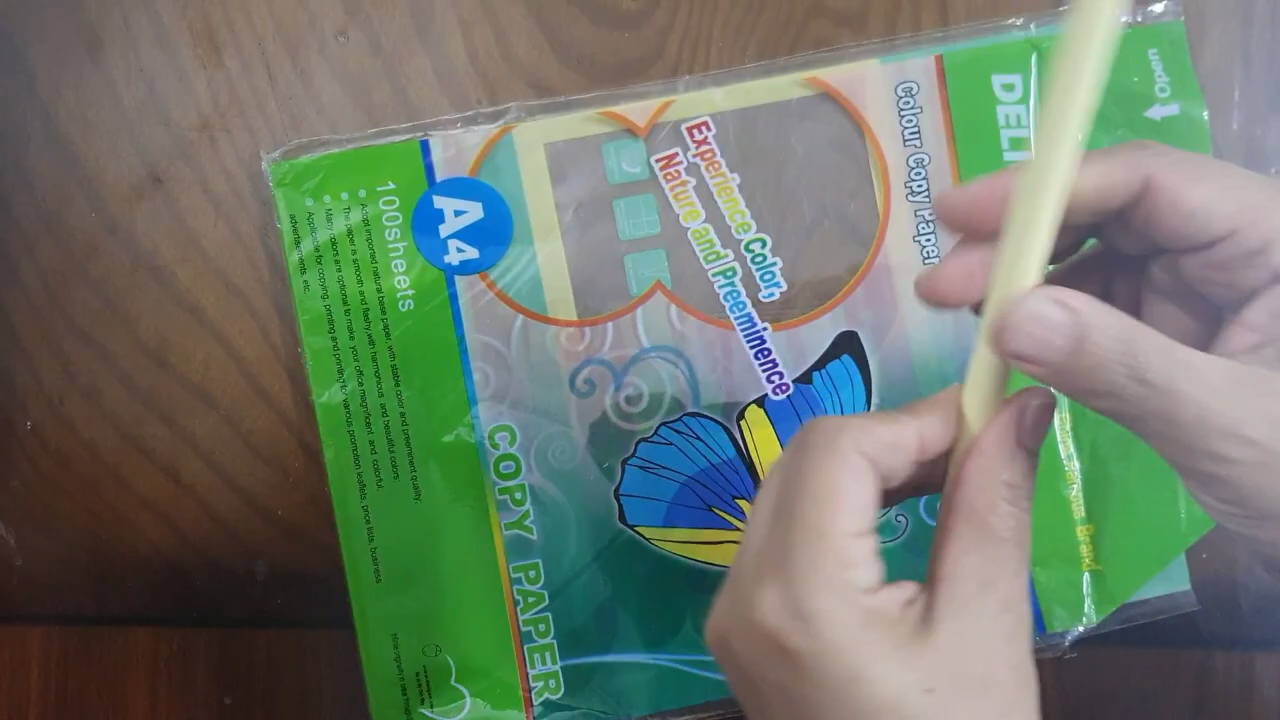 Open
DELI
Colour Copy Paper
Experience Color,
Nature and Preeminence
A4
COPY PAPER
100sheets
Adopt imported natural base paper, with stable color and preeminent quality;
The paper is smooth and flashy,with harmonious and beautiful colors;
Many colors are optional to make your office magnificent and colorful.
Applicable for copying, printing and printing for various promotion leaflets, price lists, business
advertisements, etc.